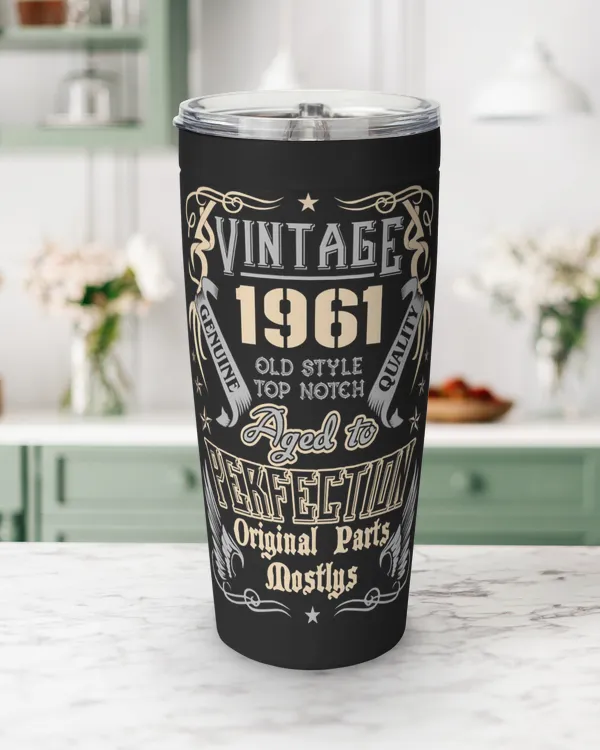 VINTAGE
1961
GENUINE
QUALITY
OLD STYLE
TOP NOTCH
Aged to
PERFECTION
Original Parts
Mostlys